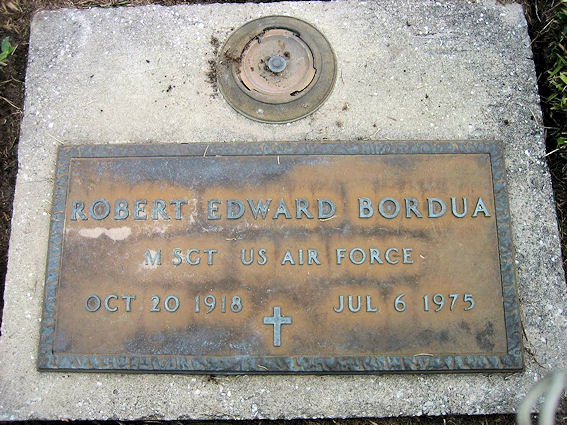 ROBERT EDWARD BORDUA
M SGT US AIR FORCE
OCT 20 1918 JUL 6 1975